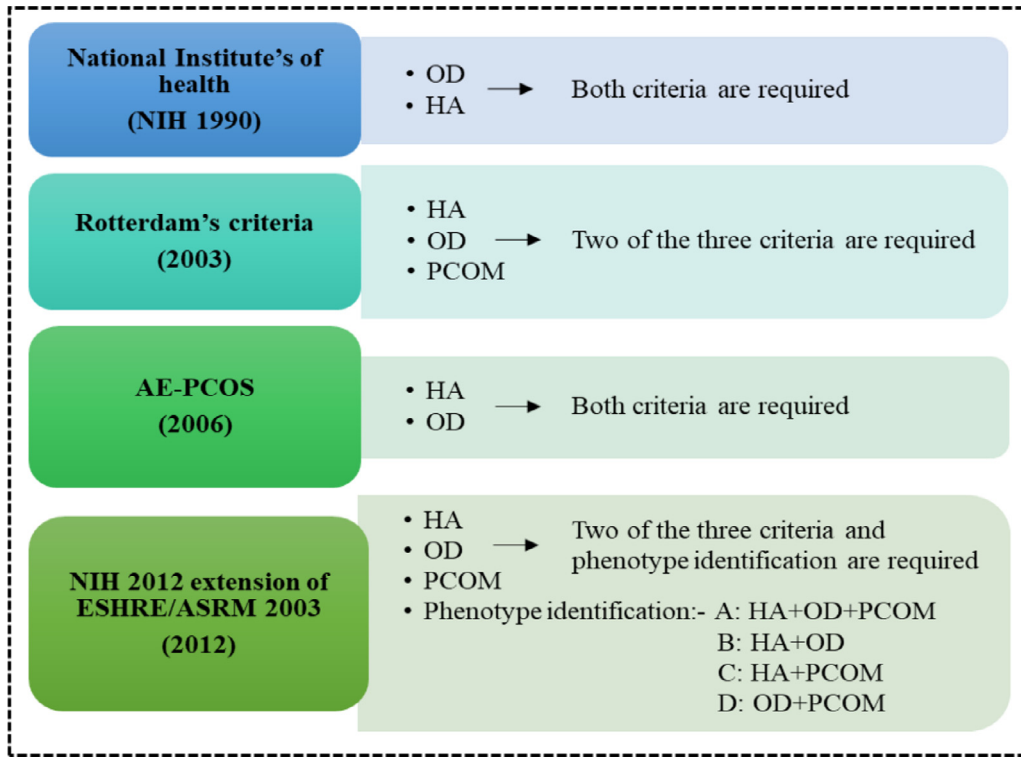 National Institute's of
health
(NIH 1990)
• OD
• HA
Both criteria are required
Rotterdam's criteria
(2003)
• HA
• OD
• PCOM
Two of the three criteria are required
AE-PCOS
(2006)
• HA
• OD
Both criteria are required
NIH 2012 extension of
ESHRE/ASRM 2003
(2012)
• HA
• OD
• PCOM
Two of the three criteria and
phenotype identification are required
• Phenotype identification:- A: HA+OD+PCOM
B: HA+OD
C: HA+PCOM
D: OD+PCOM